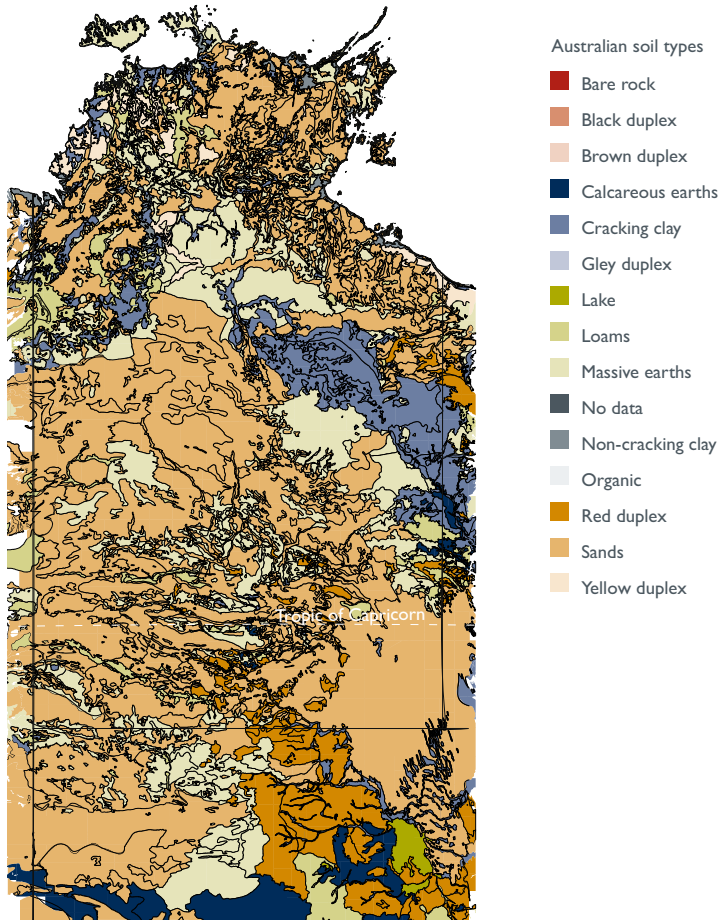 Australian soil types
Bare rock
Black duplex
Brown duplex
Calcareous earths
Cracking clay
Gley duplex
Lake
Loams
Massive earths
No data
Non-cracking clay
Organic
Red duplex
Sands
Yellow duplex
Tropic of Capricorn